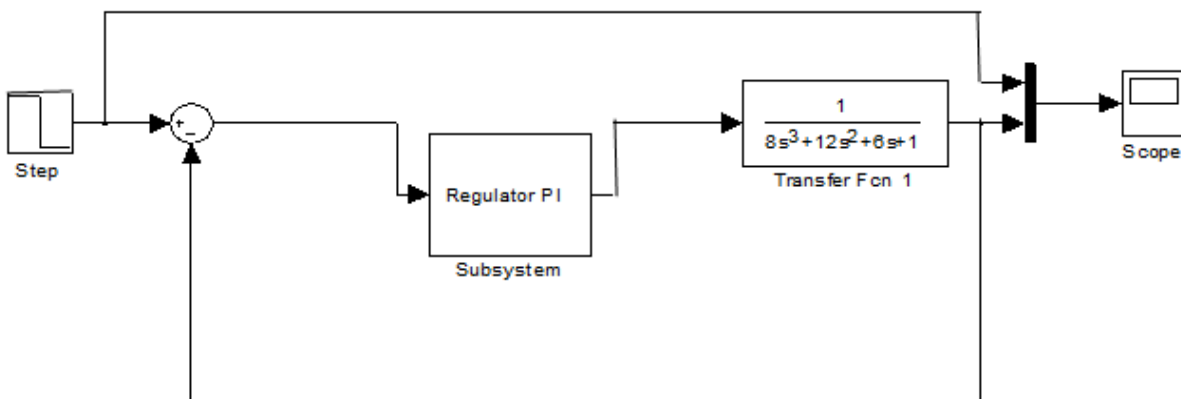 Step
+
−
Regulator PI
Subsystem
1
8s³+12s²+6s+1
Transfer Fcn 1
Scope